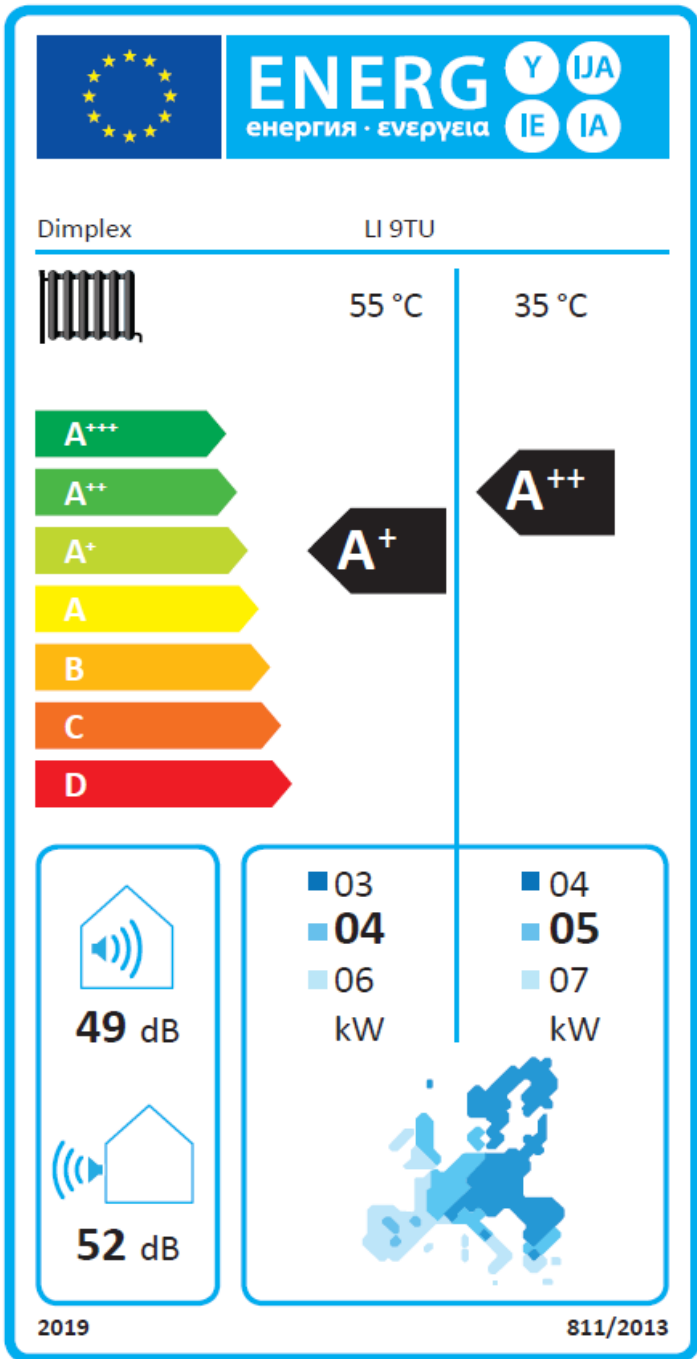 ENERG Y IJA
енергия · ενεργεια IE IA
Dimplex LI 9TU
55 °C 35 °C
A+++
A++
A++
A+
A+
A
B
C
D
03 04
04 05
06 07
kW kW
49 dB
52 dB
2019 811/2013